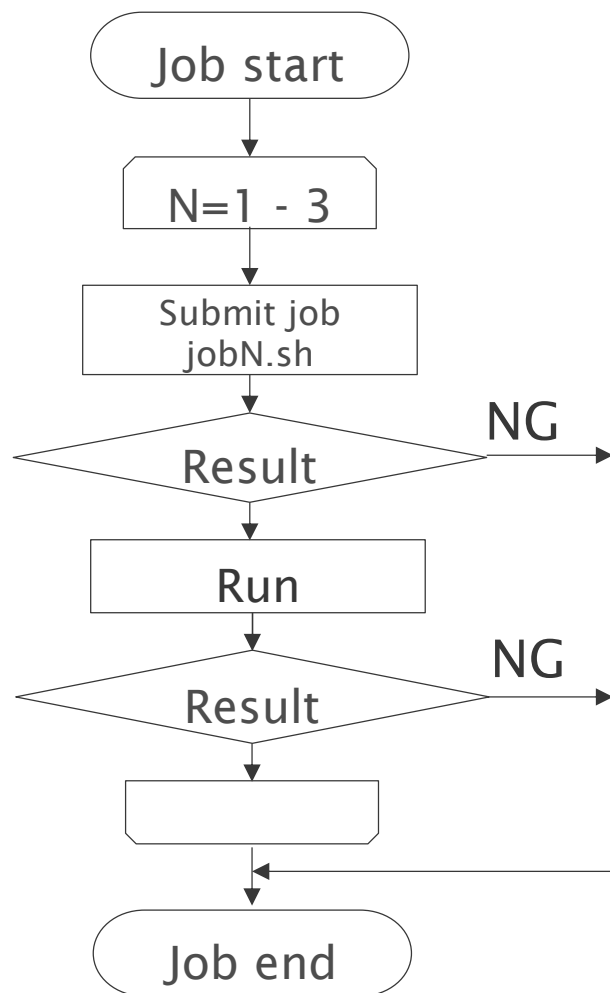 Job start
N=1 - 3
Submit job
jobN.sh
NG
Result
Run
NG
Result
Job end